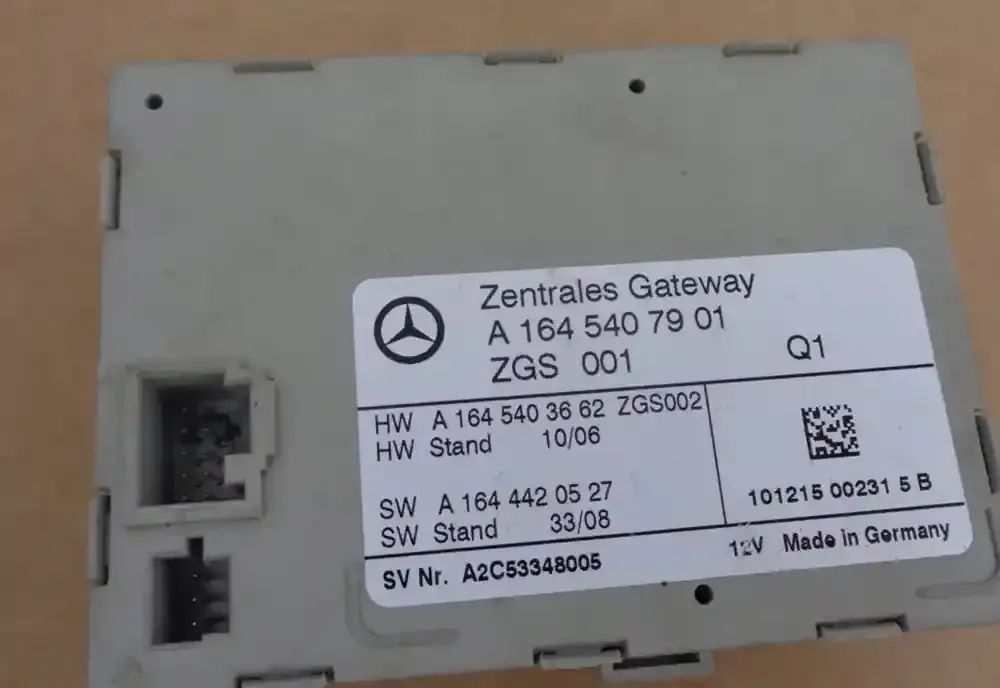 Zentrales Gateway
A 164 540 79 01
ZGS 001 Q1
HW A 164 540 36 62 ZGS002
HW Stand 10/06
SW A 164 442 05 27
SW Stand 33/08
101215 00231 5 B
SV Nr. A2C53348005
12V Made in Germany